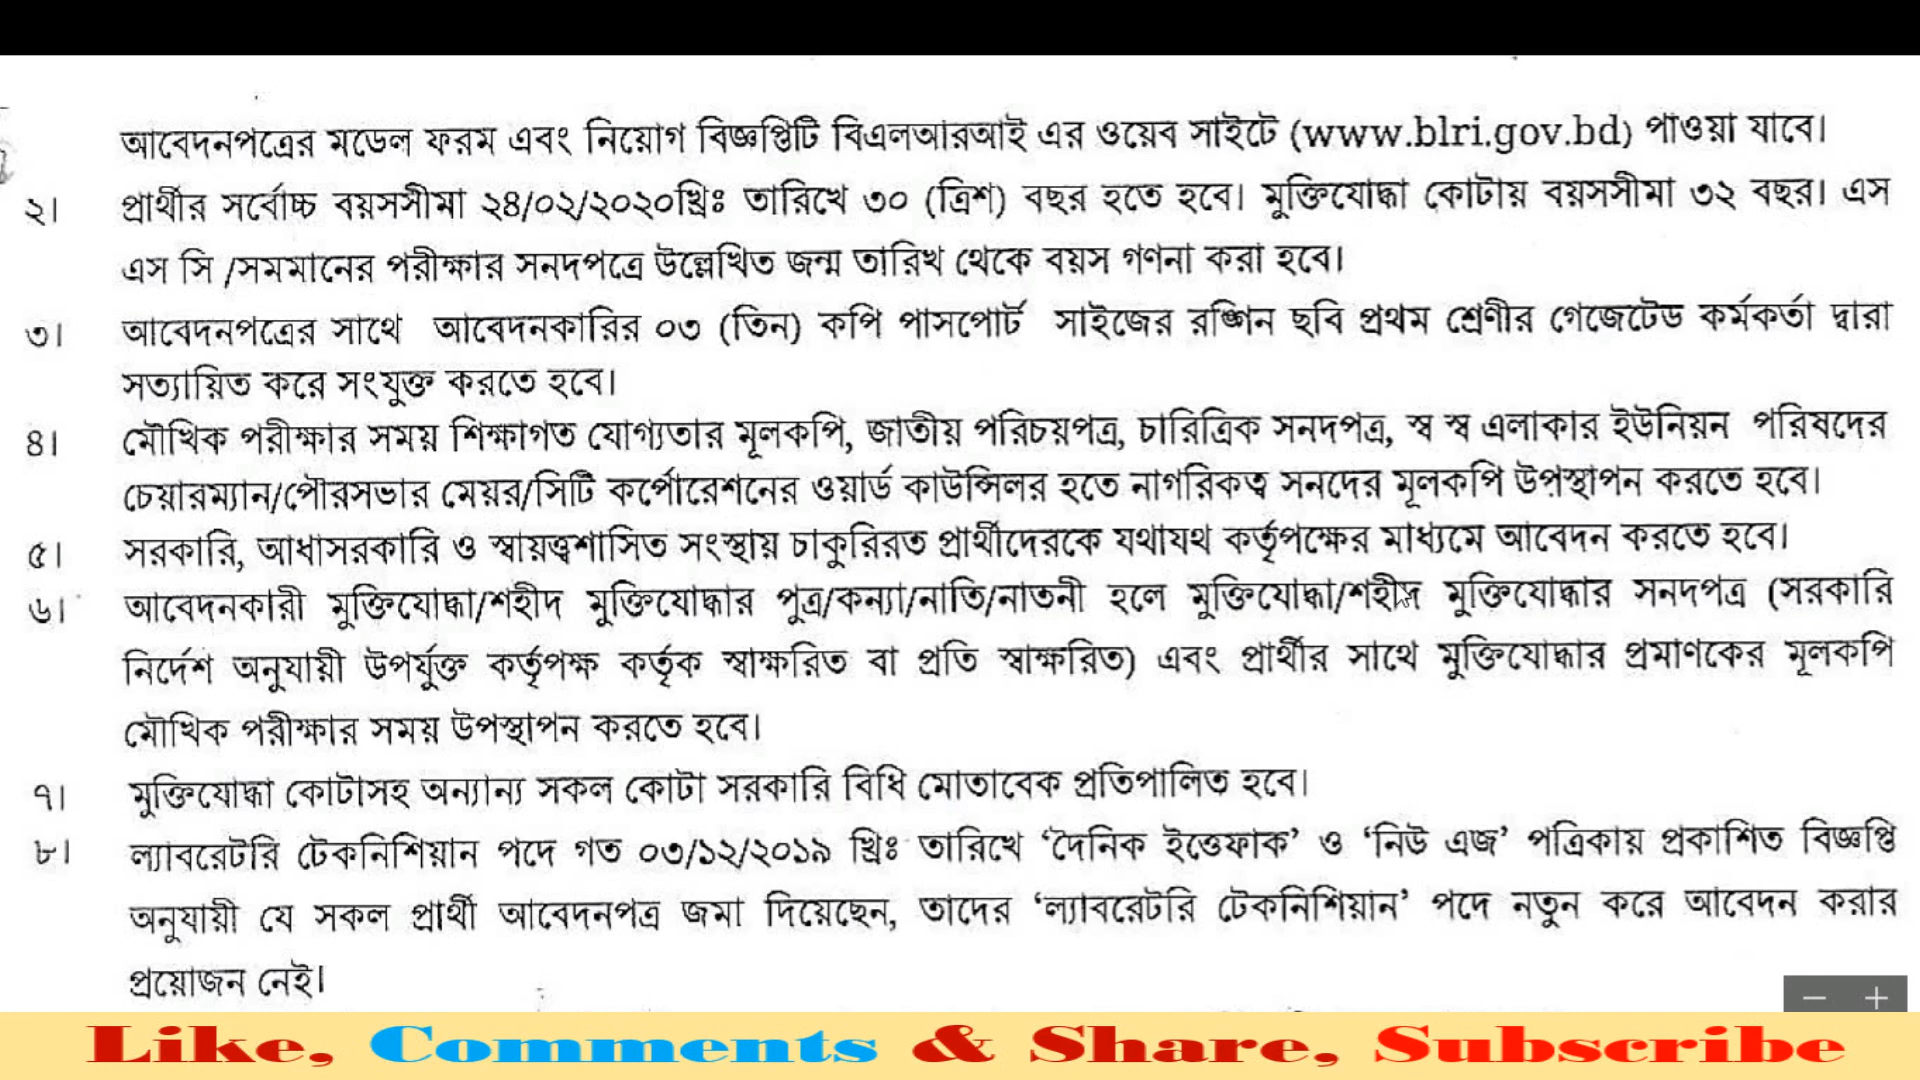 আবেদনপত্রের মডেল ফরম এবং নিয়োগ বিজ্ঞপ্তিটি বিএলআরআই এর ওয়েব সাইটে (www.blri.gov.bd) পাওয়া যাবে।
২। প্রার্থীর সর্বোচ্চ বয়সসীমা ২৪/০২/২০২০খ্রিঃ তারিখে ৩০ (ত্রিশ) বছর হতে হবে। মুক্তিযোদ্ধা কোটায় বয়সসীমা ৩২ বছর। এস
এস সি /সমমানের পরীক্ষার সনদপত্রে উল্লেখিত জন্ম তারিখ থেকে বয়স গণনা করা হবে।
৩। আবেদনপত্রের সাথে আবেদনকারির ০৩ (তিন) কপি পাসপোর্ট সাইজের রঙ্গিন ছবি প্রথম শ্রেণীর গেজেটেড কর্মকর্তা দ্বারা
সত্যায়িত করে সংযুক্ত করতে হবে।
৪। মৌখিক পরীক্ষার সময় শিক্ষাগত যোগ্যতার মূলকপি, জাতীয় পরিচয়পত্র, চারিত্রিক সনদপত্র, স্ব স্ব এলাকার ইউনিয়ন পরিষদের
চেয়ারম্যান/পৌরসভার মেয়র/সিটি কর্পোরেশনের ওয়ার্ড কাউন্সিলর হতে নাগরিকত্ব সনদের মূলকপি উপস্থাপন করতে হবে।
৫। সরকারি, আধাসরকারি ও স্বায়ত্ত্বশাসিত সংস্থায় চাকুরিরত প্রার্থীদেরকে যথাযথ কর্তৃপক্ষের মাধ্যমে আবেদন করতে হবে।
৬। আবেদনকারী মুক্তিযোদ্ধা/শহীদ মুক্তিযোদ্ধার পুত্র/কন্যা/নাতি/নাতনী হলে মুক্তিযোদ্ধা/শহীদ মুক্তিযোদ্ধার সনদপত্র (সরকারি
নির্দেশ অনুযায়ী উপর্যুক্ত কর্তৃপক্ষ কর্তৃক স্বাক্ষরিত বা প্রতি স্বাক্ষরিত) এবং প্রার্থীর সাথে মুক্তিযোদ্ধার প্রমাণকের মূলকপি
মৌখিক পরীক্ষার সময় উপস্থাপন করতে হবে।
৭। মুক্তিযোদ্ধা কোটাসহ অন্যান্য সকল কোটা সরকারি বিধি মোতাবেক প্রতিপালিত হবে।
৮। ল্যাবরেটরি টেকনিশিয়ান পদে গত ০৩/১২/২০১৯ খ্রিঃ তারিখে ‘দৈনিক ইত্তেফাক’ ও ‘নিউ এজ’ পত্রিকায় প্রকাশিত বিজ্ঞপ্তি
অনুযায়ী যে সকল প্রার্থী আবেদনপত্র জমা দিয়েছেন, তাদের ‘ল্যাবরেটরি টেকনিশিয়ান’ পদে নতুন করে আবেদন করার
প্রয়োজন নেই।
Like, Comments & Share, Subscribe